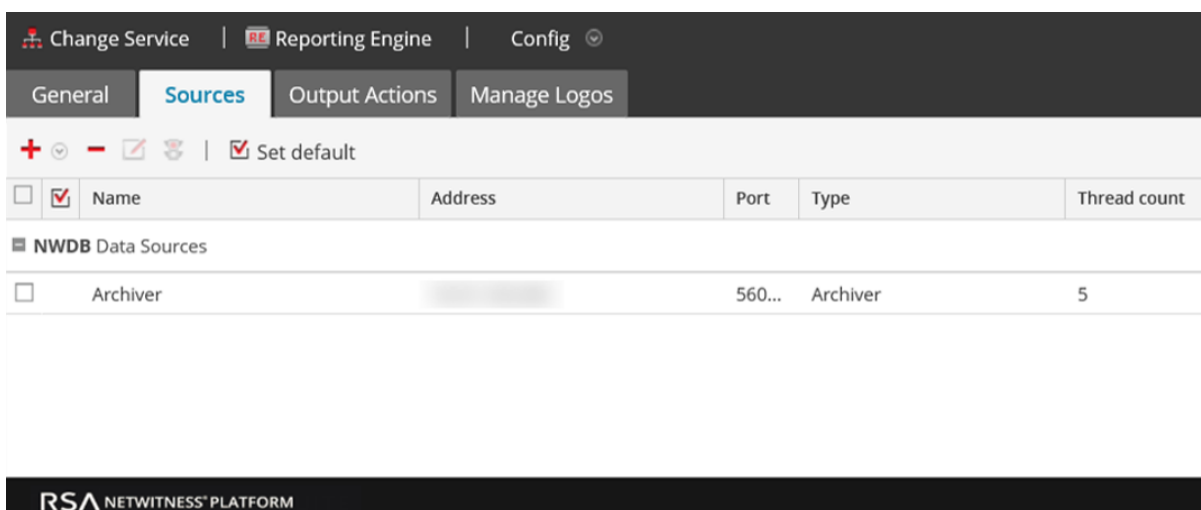 Change Service | RE Reporting Engine | Config
General Sources Output Actions Manage Logos
Set default
Name Address Port Type Thread count
NWDB Data Sources
Archiver 560... Archiver 5
RSA NETWITNESS® PLATFORM